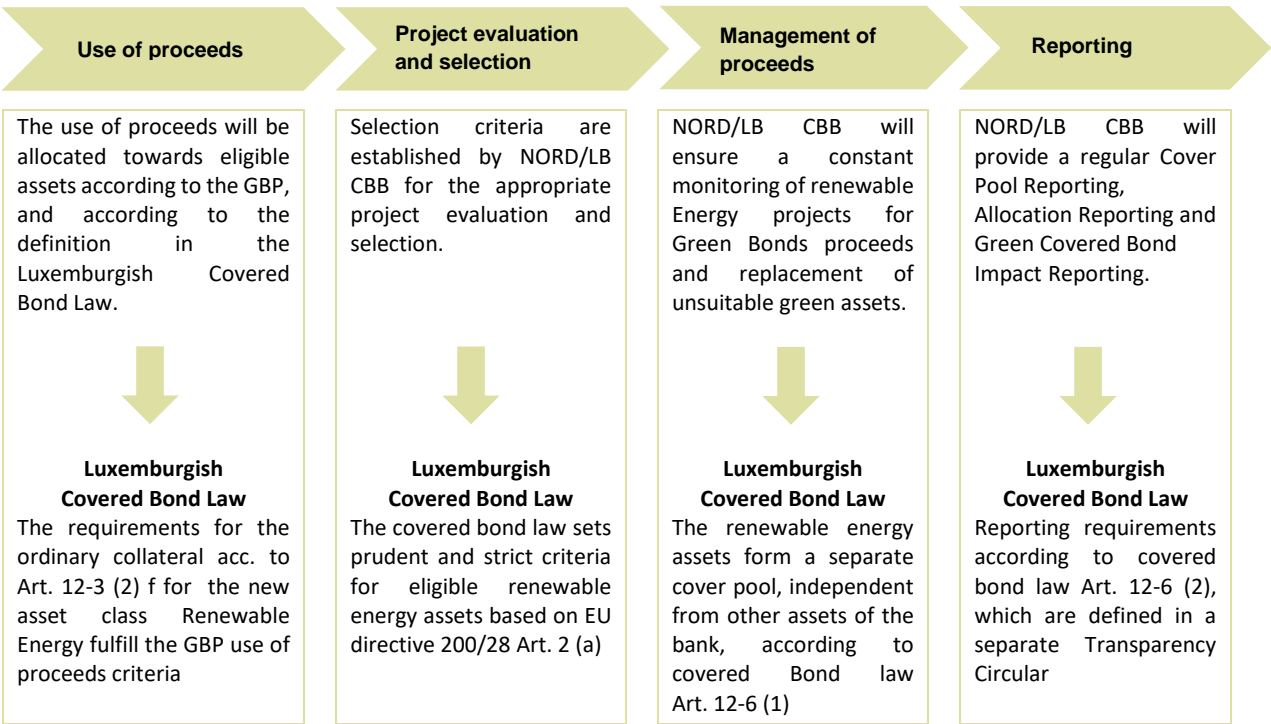 Use of proceeds
Project evaluation
and selection
Management of
proceeds
Reporting
The use of proceeds will be
allocated towards eligible
assets according to the GBP,
and according to the
definition in the
Luxemburgish Covered
Bond Law.
Luxemburgish
Covered Bond Law
The requirements for the
ordinary collateral acc. to
Art. 12-3 (2) f for the new
asset class Renewable
Energy fulfill the GBP use of
proceeds criteria
Selection criteria are
established by NORD/LB
CBB for the appropriate
project evaluation and
selection.
Luxemburgish
Covered Bond Law
The covered bond law sets
prudent and strict criteria
for eligible renewable
energy assets based on EU
directive 200/28 Art. 2 (a)
NORD/LB CBB will
ensure a constant
monitoring of renewable
Energy projects for
Green Bonds proceeds
and replacement of
unsuitable green assets.
Luxemburgish
Covered Bond Law
The renewable energy
assets form a separate
cover pool, independent
from other assets of the
bank, according to
covered Bond law
Art. 12-6 (1)
NORD/LB CBB will
provide a regular Cover
Pool Reporting,
Allocation Reporting and
Green Covered Bond
Impact Reporting.
Luxemburgish
Covered Bond Law
Reporting requirements
according to covered
bond law Art. 12-6 (2),
which are defined in a
separate Transparency
Circular